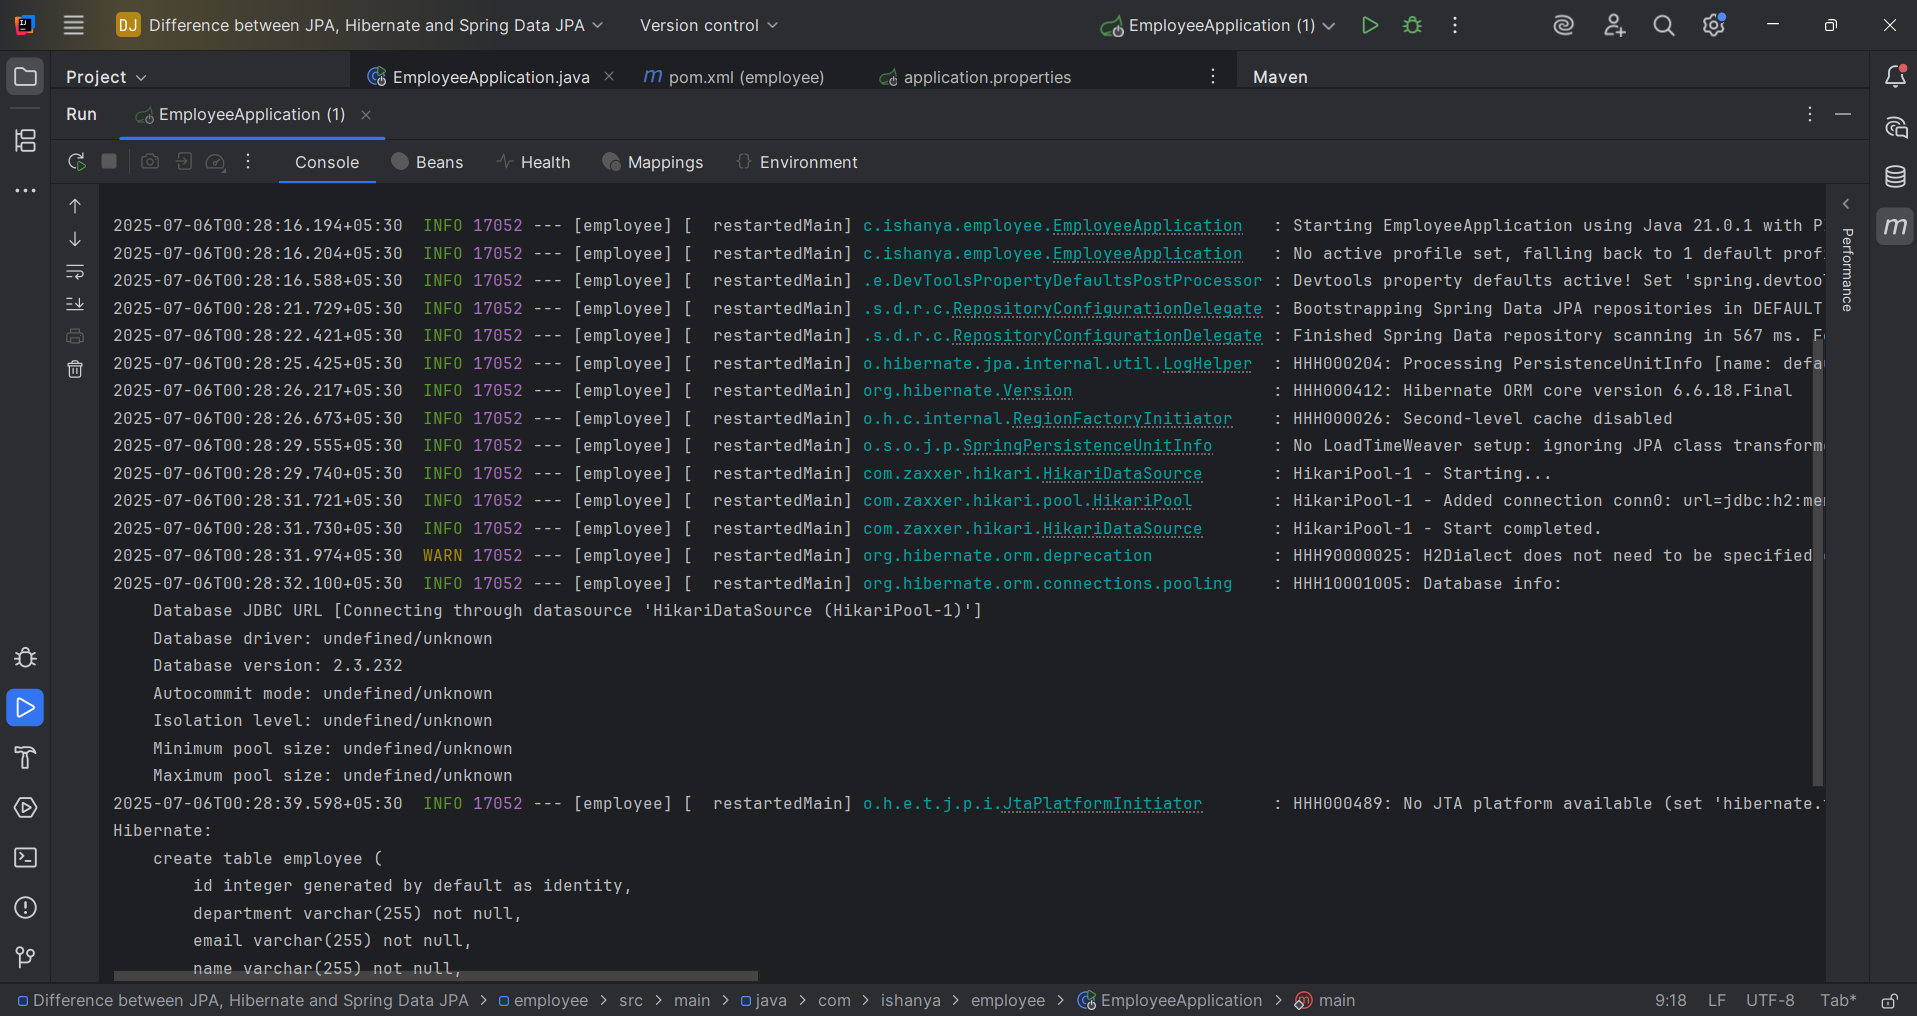 DJ Difference between JPA, Hibernate and Spring Data JPA Version control EmployeeApplication (1)
Project EmployeeApplication.java pom.xml (employee) application.properties Maven
Run EmployeeApplication (1)
Console Beans Health Mappings Environment
2025-07-06T00:28:16.194+05:30 INFO 17052 --- [employee] [ restartedMain] c.ishanya.employee.EmployeeApplication : Starting EmployeeApplication using Java 21.0.1 with
2025-07-06T00:28:16.204+05:30 INFO 17052 --- [employee] [ restartedMain] c.ishanya.employee.EmployeeApplication : No active profile set, falling back to 1 default prof
2025-07-06T00:28:16.588+05:30 INFO 17052 --- [employee] [ restartedMain] .e.DevToolsPropertyDefaultsPostProcessor : Devtools property defaults active! Set 'spring.devtoo
2025-07-06T00:28:21.729+05:30 INFO 17052 --- [employee] [ restartedMain] .s.d.r.c.RepositoryConfigurationDelegate : Bootstrapping Spring Data JPA repositories in DEFAULT
2025-07-06T00:28:22.421+05:30 INFO 17052 --- [employee] [ restartedMain] .s.d.r.c.RepositoryConfigurationDelegate : Finished Spring Data repository scanning in 567 ms. F
2025-07-06T00:28:25.425+05:30 INFO 17052 --- [employee] [ restartedMain] o.hibernate.jpa.internal.util.LogHelper : HHH000204: Processing PersistenceUnitInfo [name: defa
2025-07-06T00:28:26.217+05:30 INFO 17052 --- [employee] [ restartedMain] org.hibernate.Version : HHH000412: Hibernate ORM core version 6.6.18.Final
2025-07-06T00:28:26.673+05:30 INFO 17052 --- [employee] [ restartedMain] o.h.c.internal.RegionFactoryInitiator : HHH000026: Second-level cache disabled
2025-07-06T00:28:29.555+05:30 INFO 17052 --- [employee] [ restartedMain] o.s.o.j.p.SpringPersistenceUnitInfo : No LoadTimeWeaver setup: ignoring JPA class transform
2025-07-06T00:28:29.740+05:30 INFO 17052 --- [employee] [ restartedMain] com.zaxxer.hikari.HikariDataSource : HikariPool-1 - Starting...
2025-07-06T00:28:31.721+05:30 INFO 17052 --- [employee] [ restartedMain] com.zaxxer.hikari.pool.HikariPool : HikariPool-1 - Added connection conn0: url=jdbc:h2:me
2025-07-06T00:28:31.730+05:30 INFO 17052 --- [employee] [ restartedMain] com.zaxxer.hikari.HikariDataSource : HikariPool-1 - Start completed.
2025-07-06T00:28:31.974+05:30 WARN 17052 --- [employee] [ restartedMain] org.hibernate.orm.deprecation : HHH90000025: H2Dialect does not need to be specified
2025-07-06T00:28:32.100+05:30 INFO 17052 --- [employee] [ restartedMain] org.hibernate.orm.connections.pooling : HHH10001005: Database info:
Database JDBC URL [Connecting through datasource 'HikariDataSource (HikariPool-1)']
Database driver: undefined/unknown
Database version: 2.3.232
Autocommit mode: undefined/unknown
Isolation level: undefined/unknown
Minimum pool size: undefined/unknown
Maximum pool size: undefined/unknown
2025-07-06T00:28:39.598+05:30 INFO 17052 --- [employee] [ restartedMain] o.h.e.t.j.p.i.JtaPlatformInitiator : HHH000489: No JTA platform available (set 'hibernate.
Hibernate:
create table employee (
id integer generated by default as identity,
department varchar(255) not null,
email varchar(255) not null,
name varchar(255) not null,
Performance
Difference between JPA, Hibernate and Spring Data JPA > employee > src > main > java > com > ishanya > employee > EmployeeApplication > main 9:18 LF UTF-8 Tab*